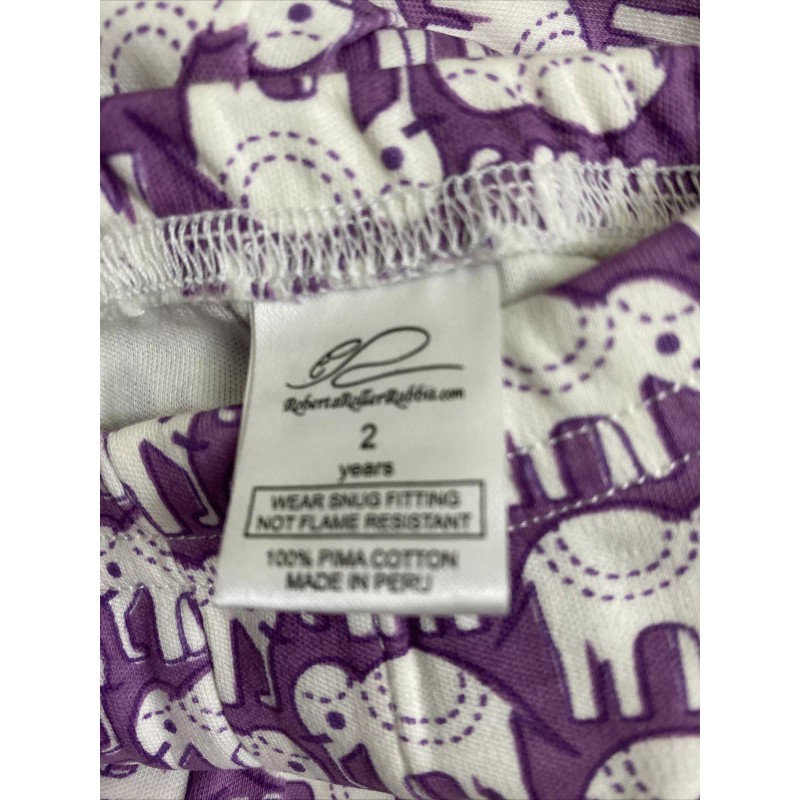 RobertaRollerRabbit.com
2
years
WEAR SNUG FITTING
NOT FLAME RESISTANT
100% PIMA COTTON
MADE IN PERU